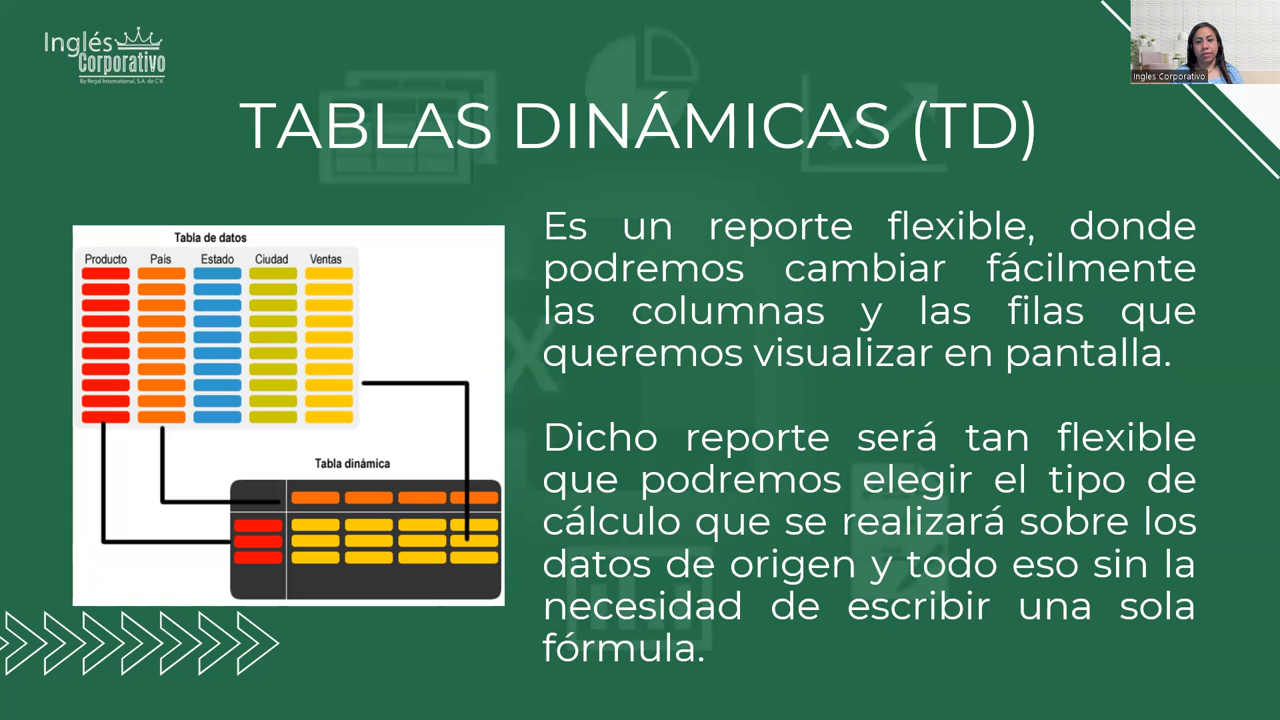 Inglés
Corporativo
By Regal International, S.A. de C.V.
Ingles Corporativo
TABLAS DINÁMICAS (TD)
Tabla de datos
Producto Pais Estado Ciudad Ventas
Tabla dinámica
Es un reporte flexible, donde
podremos cambiar fácilmente
las columnas y las filas que
queremos visualizar en pantalla.
Dicho reporte será tan flexible
que podremos elegir el tipo de
cálculo que se realizará sobre los
datos de origen y todo eso sin la
necesidad de escribir una sola
fórmula.